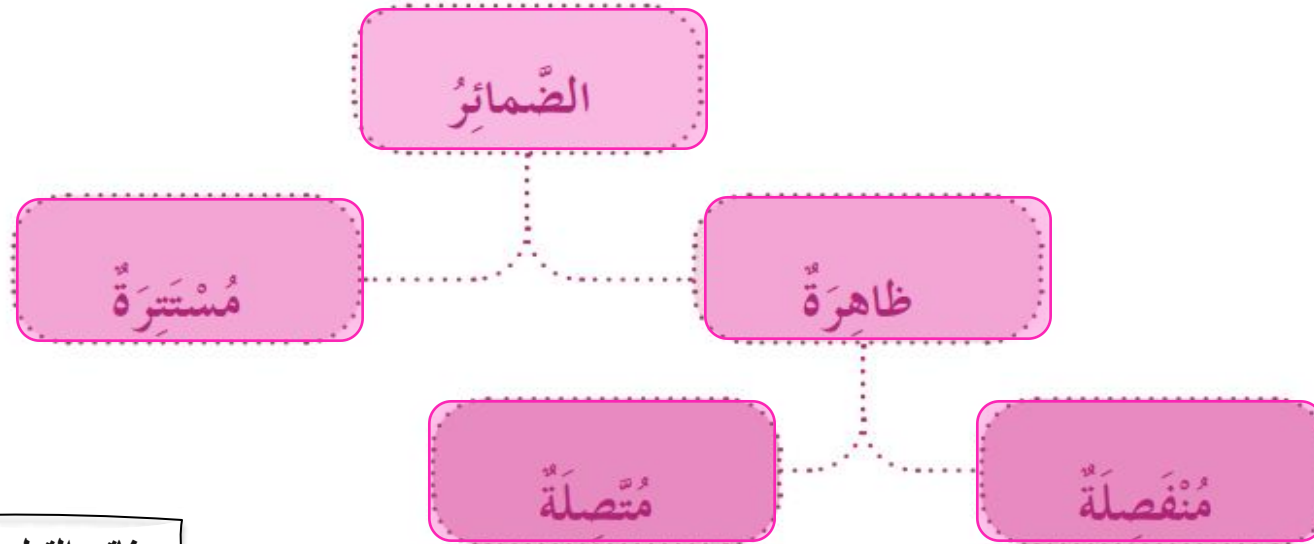 الضَّمائِرُ
ظاهِرَةٌ
مُسْتَتِرَةٌ
مُنْفَصِلَةٌ
مُتَّصِلَةٌ